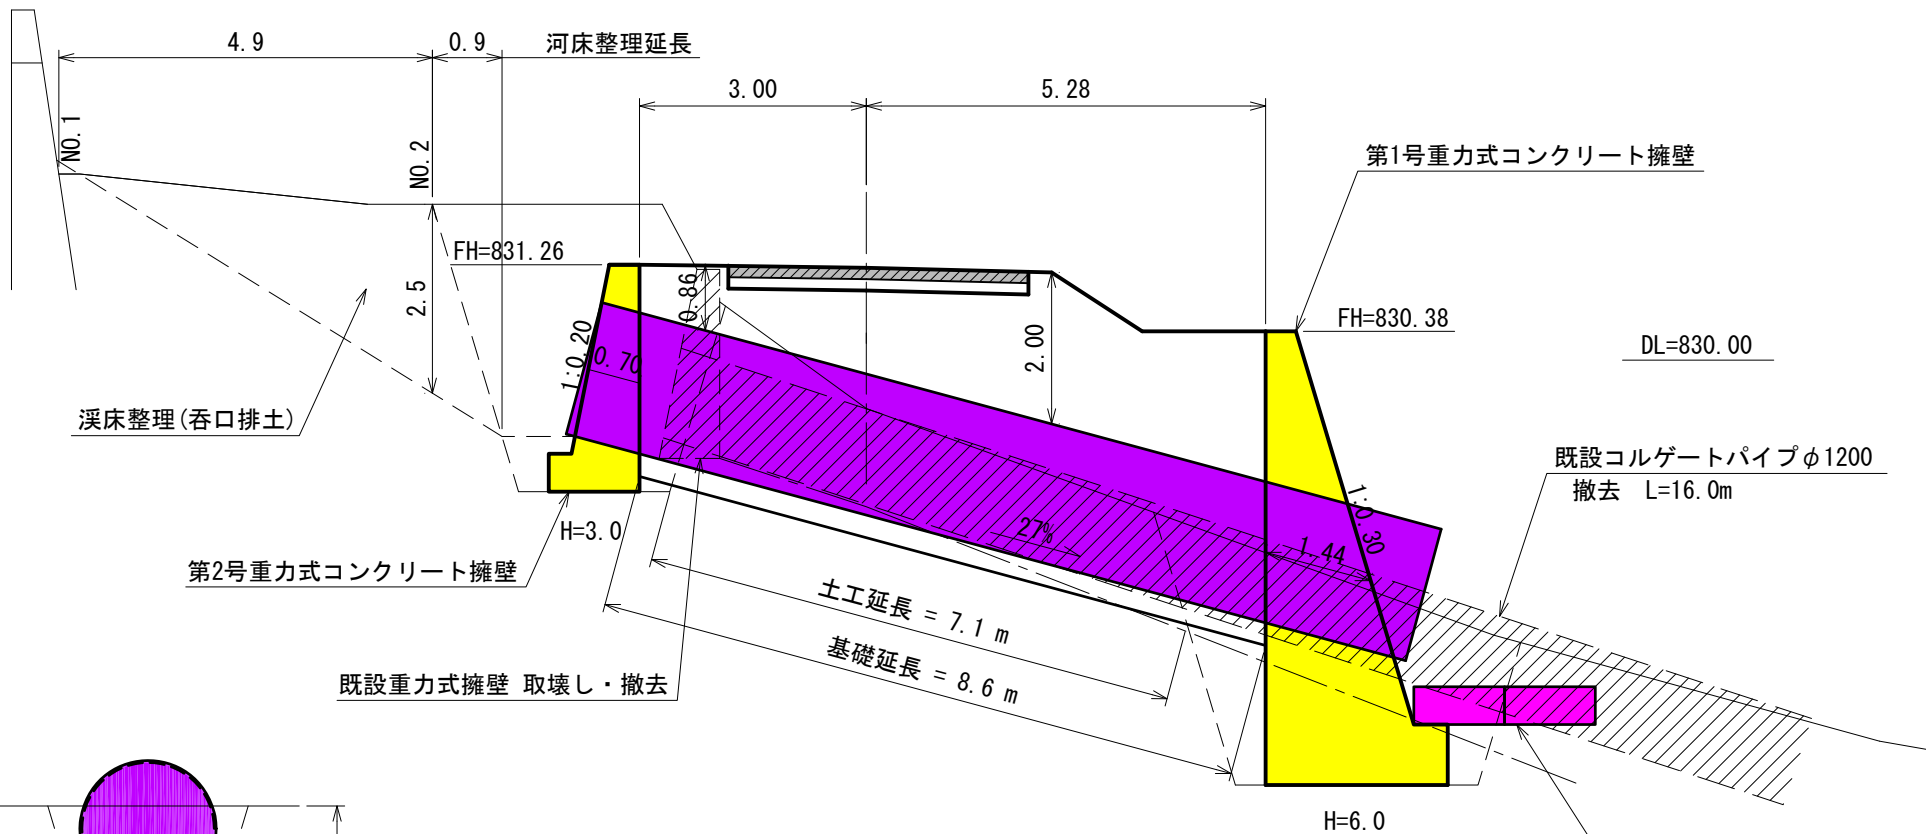 4.9
0.9
河床整理延長
3.00
5.28
NO.1
NO.2
第1号重力式コンクリート擁壁
FH=831.26
0.86
2.5
2.00
FH=830.38
DL=830.00
1:0.20
0.70
渓床整理(呑口排土)
既設コルゲートパイプφ1200
撤去 L=16.0m
1:0.30
27%
1.44
H=3.0
第2号重力式コンクリート擁壁
土工延長 = 7.1 m
基礎延長 = 8.6 m
既設重力式擁壁 取壊し・撤去
H=6.0